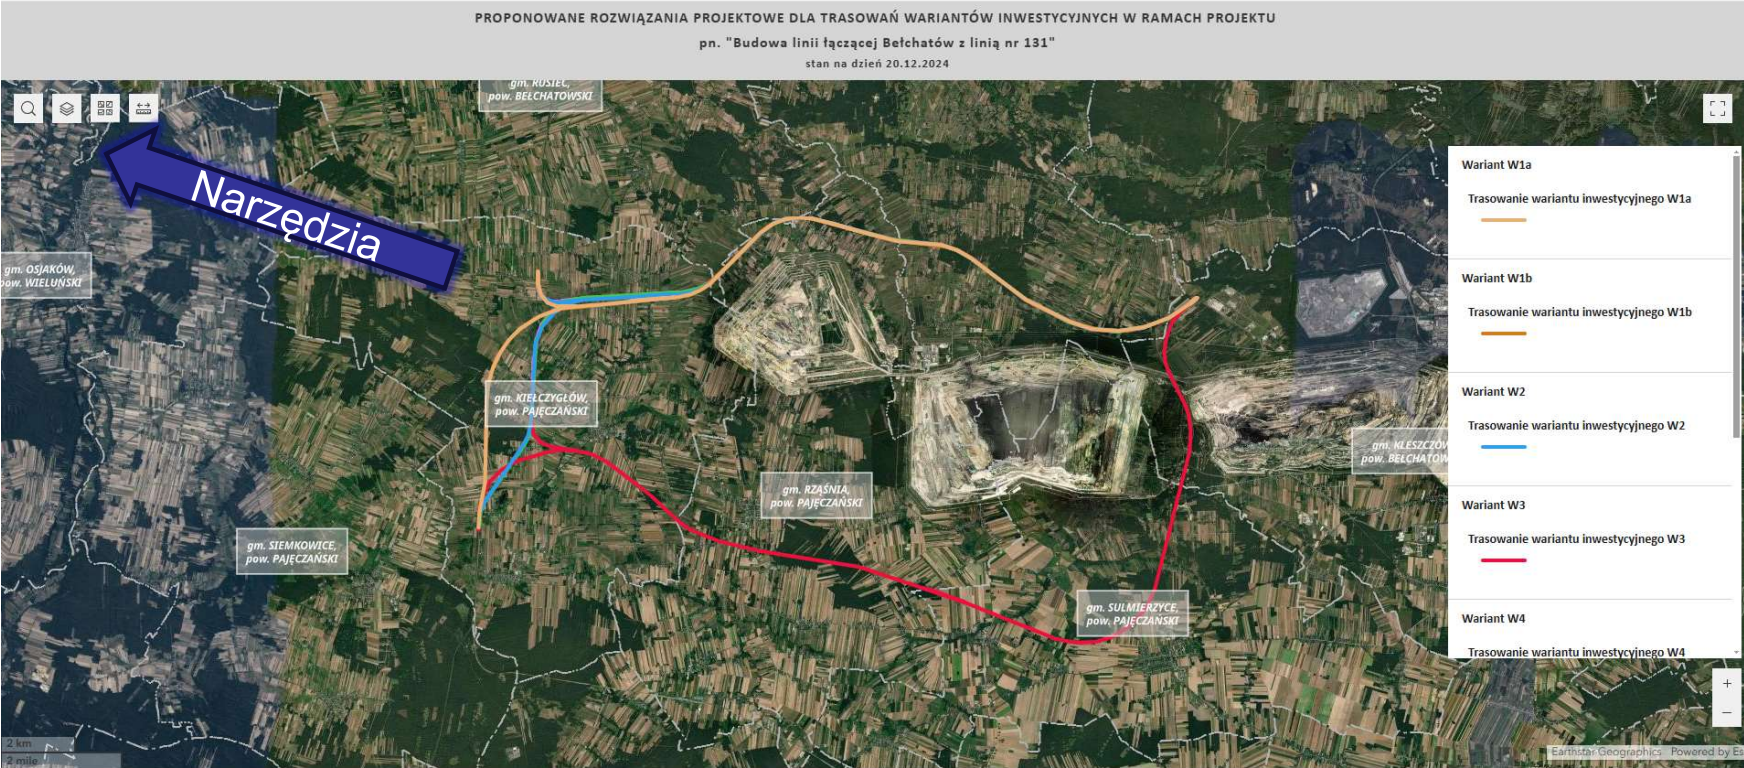 PROPONOWANE ROZWIĄZANIA PROJEKTOWE DLA TRASOWAŃ WARIANTÓW INWESTYCYJNYCH W RAMACH PROJEKTU
pn. "Budowa linii łączącej Bełchatów z linią nr 131"
stan na dzień 20.12.2024
gm. RUSIEC,
pow. BEŁCHATOWSKI
Narzędzia
gm. OSJAKÓW,
pow. WIELUŃSKI
gm. KIEŁCZYGŁÓW,
pow. PAJĘCZAŃSKI
gm. RZĄŚNIA,
pow. PAJĘCZAŃSKI
gm. SIEMKOWICE,
pow. PAJĘCZAŃSKI
gm. SULMIERZYCE,
pow. PAJĘCZAŃSKI
gm. KLESZCZÓW
pow. BEŁCHATOW
Wariant W1a
Trasowanie wariantu inwestycyjnego W1a
Wariant W1b
Trasowanie wariantu inwestycyjnego W1b
Wariant W2
Trasowanie wariantu inwestycyjnego W2
Wariant W3
Trasowanie wariantu inwestycyjnego W3
Wariant W4
Trasowanie wariantu inwestycyjnego W4
+
−
2 km
2 mile
Earthstar Geographics Powered by Es